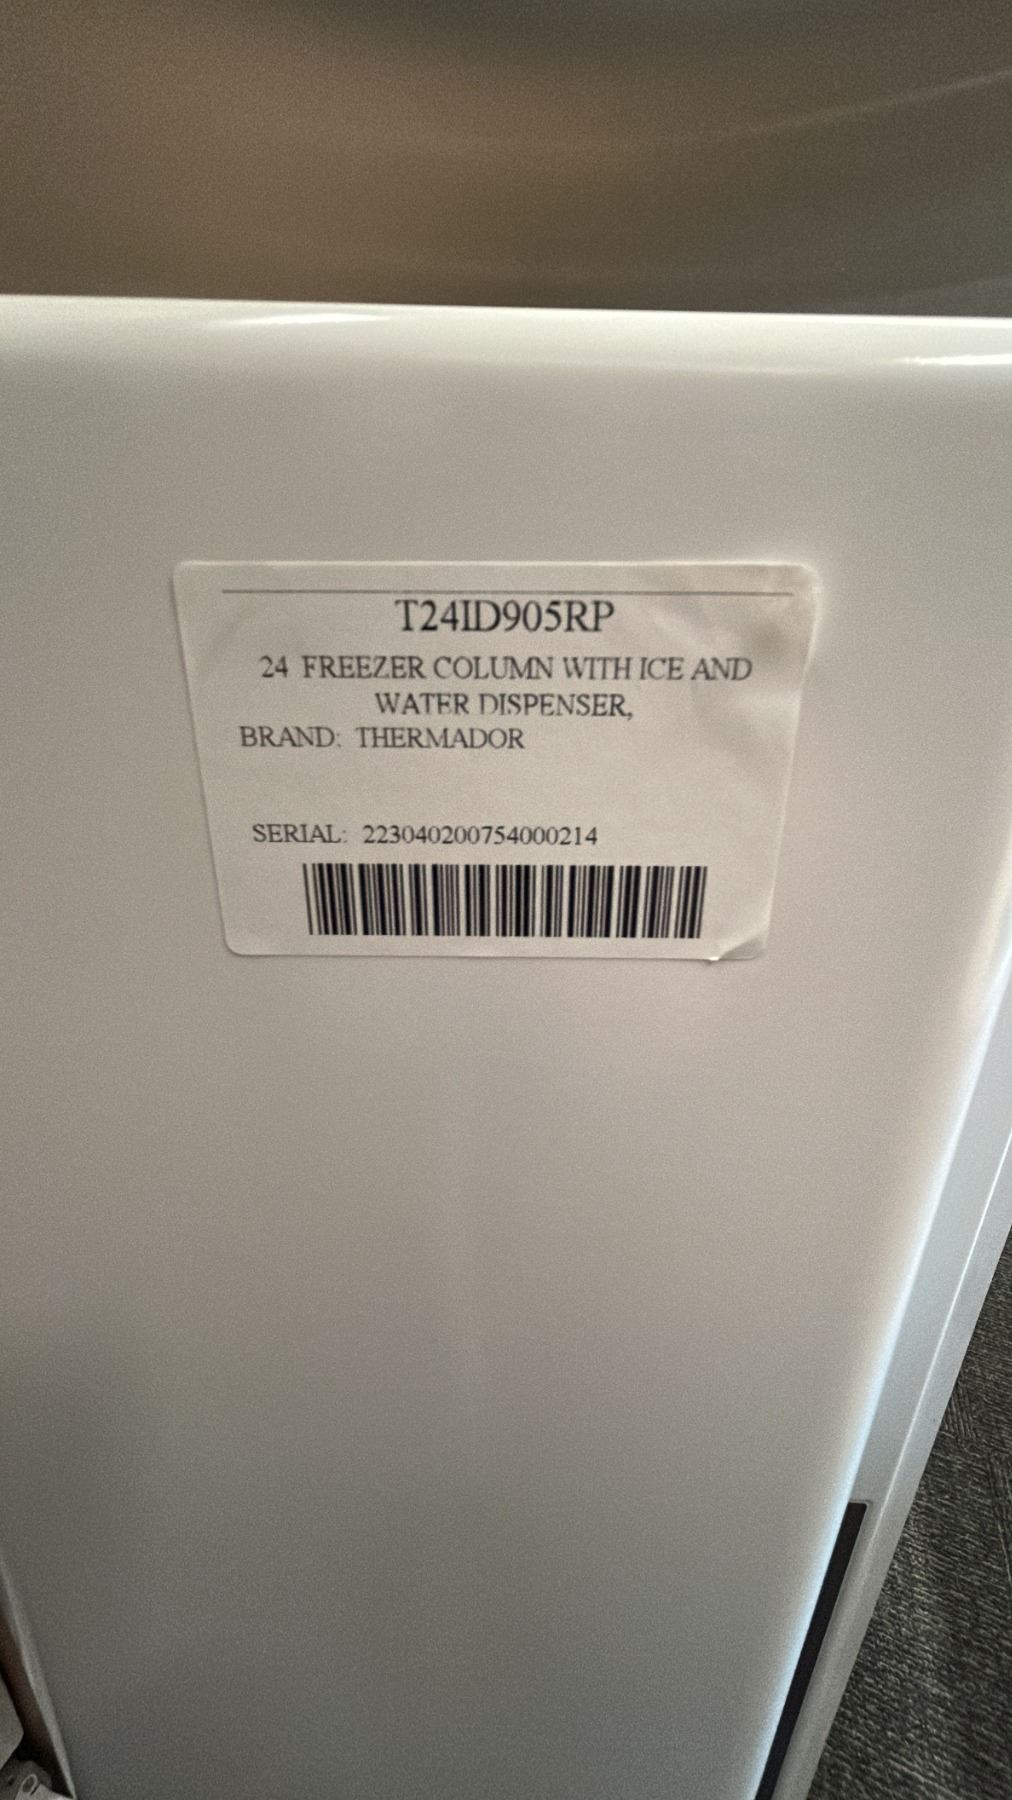 T24ID905RP
24 FREEZER COLUMN WITH ICE AND
WATER DISPENSER,
BRAND: THERMADOR
SERIAL: 223040200754000214